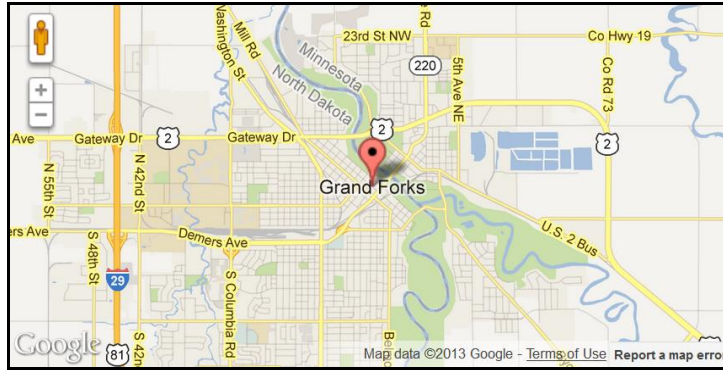 Washington St
Mill Rd
Minnesota
North Dakota
23rd St NW
220
5th Ave NE
Co Hwy 19
Co Rd 73
Ave
Gateway Dr
2
Gateway Dr
2
2
N 55th St
N 42nd St
Grand Forks
ers Ave
Demers Ave
S 48th St
U.S. 2 Bus
29
S Columbia Rd
81
S 42n
Google
Map data ©2013 Google - Terms of Use Report a map erro